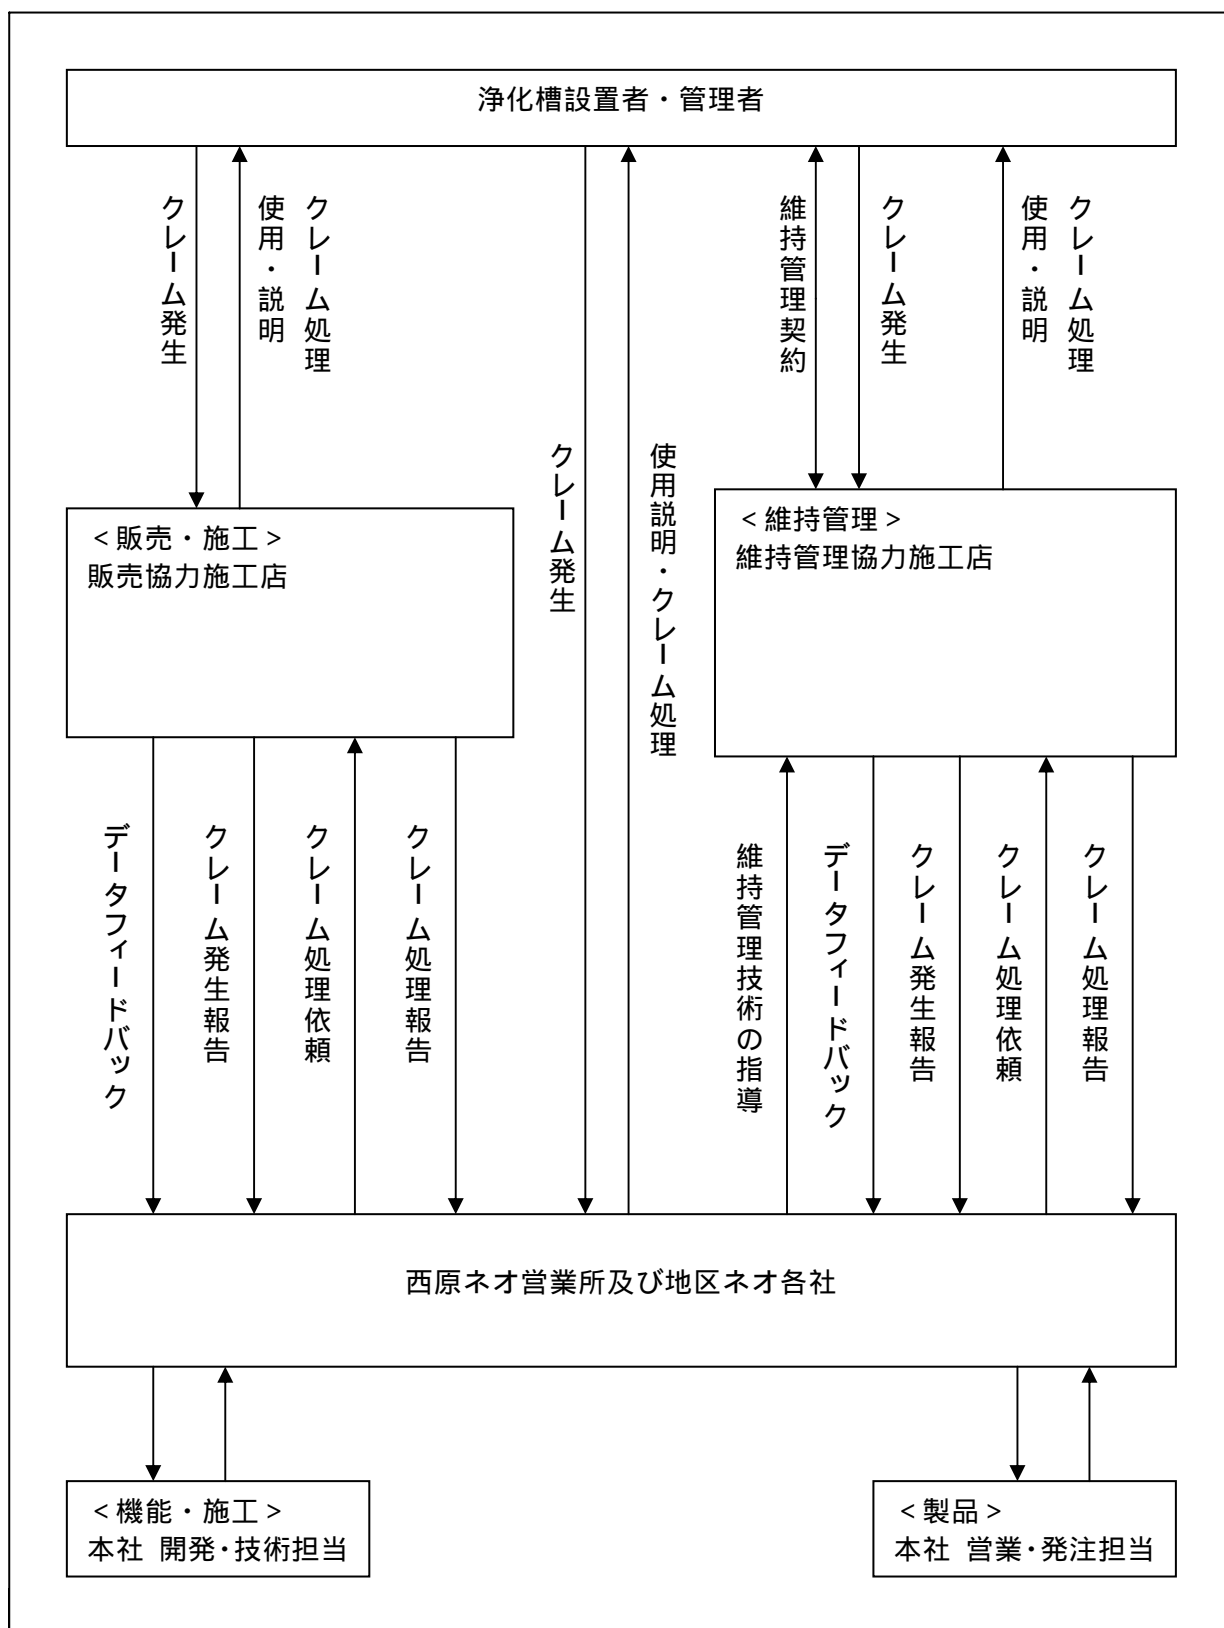 浄化槽設置者・管理者
クレーム発生
使用・説明
クレーム処理
クレーム発生
使用説明・クレーム処理
維持管理契約
クレーム発生
使用・説明
クレーム処理
＜販売・施工＞
販売協力施工店
＜維持管理＞
維持管理協力施工店
データフィードバック
クレーム発生報告
クレーム処理依頼
クレーム処理報告
維持管理技術の指導
データフィードバック
クレーム発生報告
クレーム処理依頼
クレーム処理報告
西原ネオ営業所及び地区ネオ各社
＜機能・施工＞
本社 開発・技術担当
＜製品＞
本社 営業・発注担当